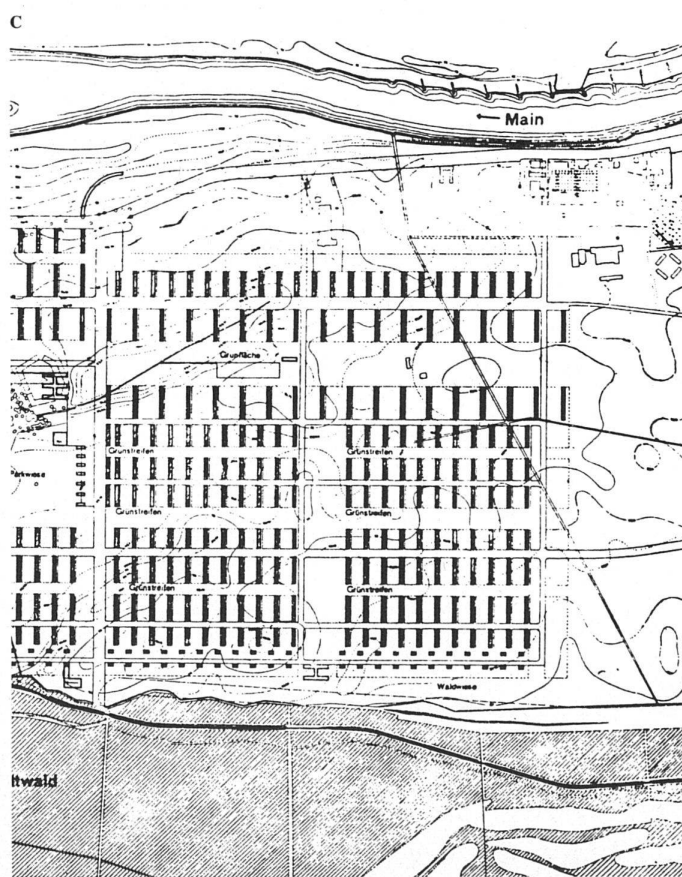 C
Main
Grünfläche
Grünstreifen
Grünstreifen
Parkwiese
Grünstreifen
Grünstreifen
Grünstreifen
Grünstreifen
Waldwiese
ltwald